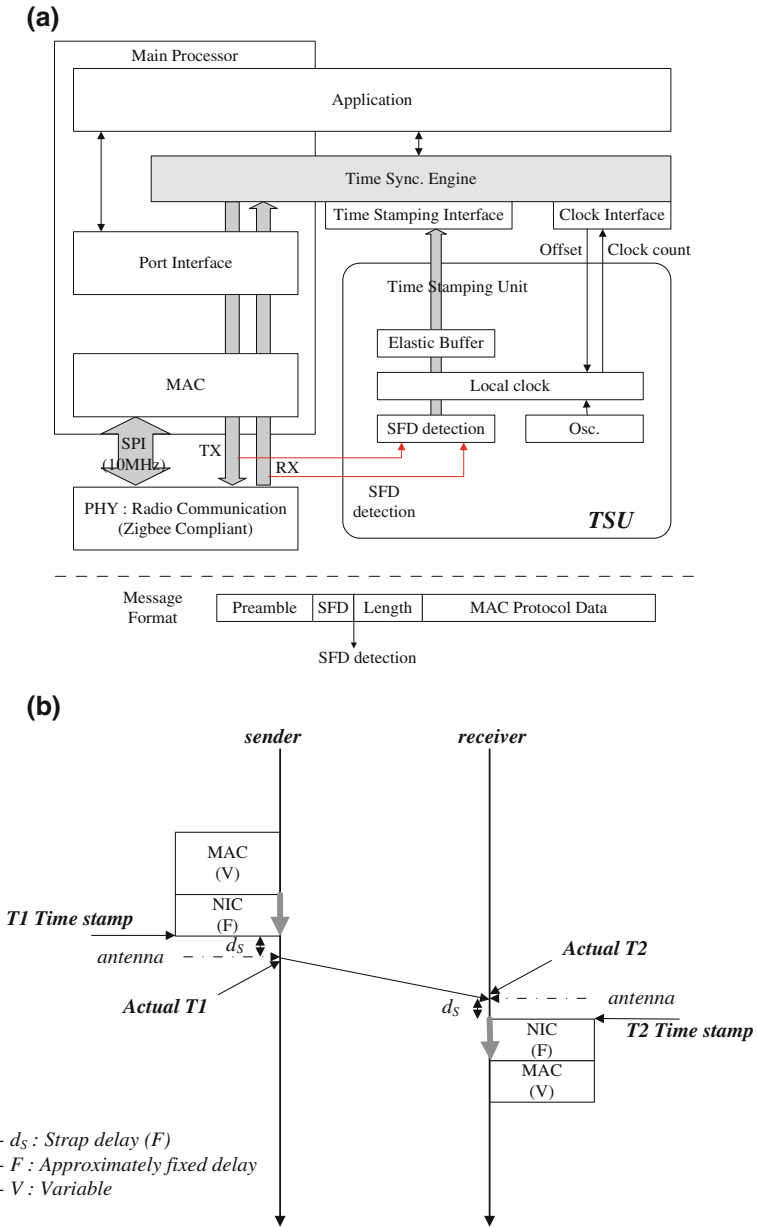 (a)
Main Processor
Application
Time Sync. Engine
Time Stamping Interface
Clock Interface
Port Interface
Offset
Clock count
Time Stamping Unit
Elastic Buffer
MAC
Local clock
SFD detection
Osc.
SPI
(10MHz)
TX
RX
PHY : Radio Communication
(Zigbee Compliant)
SFD
detection
TSU
Message
Format
Preamble
SFD
Length
MAC Protocol Data
SFD detection
(b)
sender
receiver
MAC
(V)
NIC
(F)
T1 Time stamp
dS
antenna
Actual T1
Actual T2
dS
antenna
T2 Time stamp
NIC
(F)
MAC
(V)
- dS : Strap delay (F)
- F : Approximately fixed delay
- V : Variable